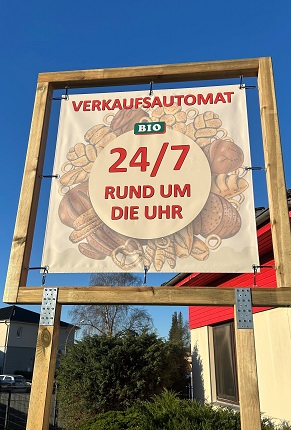 VERKAUFSAUTOMAT
BIO
24/7
RUND UM
DIE UHR